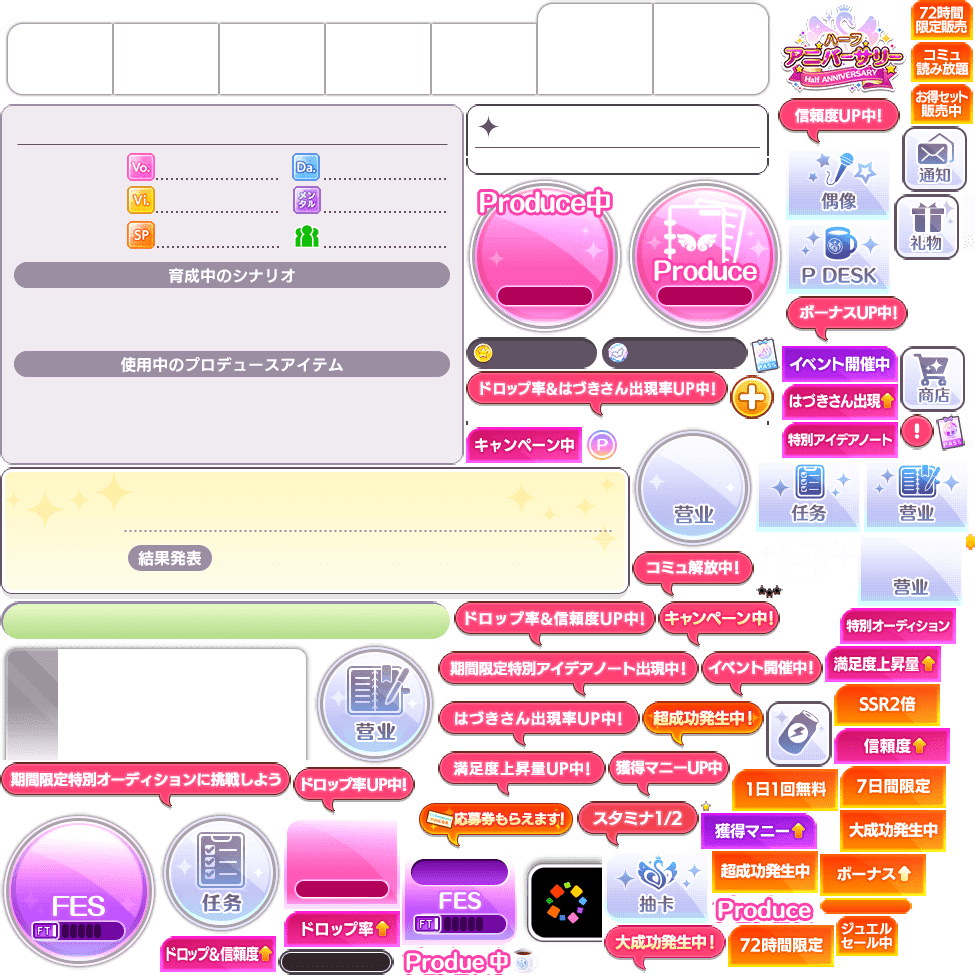 ハーフ
アニバーサリー
Half ANNIVERSARY
72時間
限定販売
コミュ
読み放題
お得セット
販売中
信頼度UP中!
通知
偶像
礼物
P DESK
Vo.
Da.
Vi.
メン
タル
SP
育成中のシナリオ
使用中のプロデュースアイテム
Produce中
Produce
ボーナスUP中!
PASS
イベント開催中
商店
ドロップ率&はづきさん出現率UP中!
はづきさん出現
キャンペーン中
P
特別アイデアノート
!
PASS
营业
任务
营业
结果発表
コミュ解放中!
营业
ドロップ率&信頼度UP中!
キャンペーン中!
特別オーディション
期間限定特別アイデアノート出現中!
イベント開催中!
満足度上昇量
营业
はづきさん出現率UP中!
超成功発生中!
SSR2倍
信頼度
満足度上昇量UP中!
獲得マニーUP中
期間限定特別オーディションに挑戦しよう
ドロップ率UP中!
1日1回無料
7日間限定
応募券もらえます!
スタミナ1/2
獲得マニー
大成功発生中
FES
FT
任务
FES
FT
抽卡
超成功発生中
ボーナス
Produce
ドロップ率
大成功発生中!
72時間限定
ジュエル
セール中
ドロップ&信頼度
Produe中